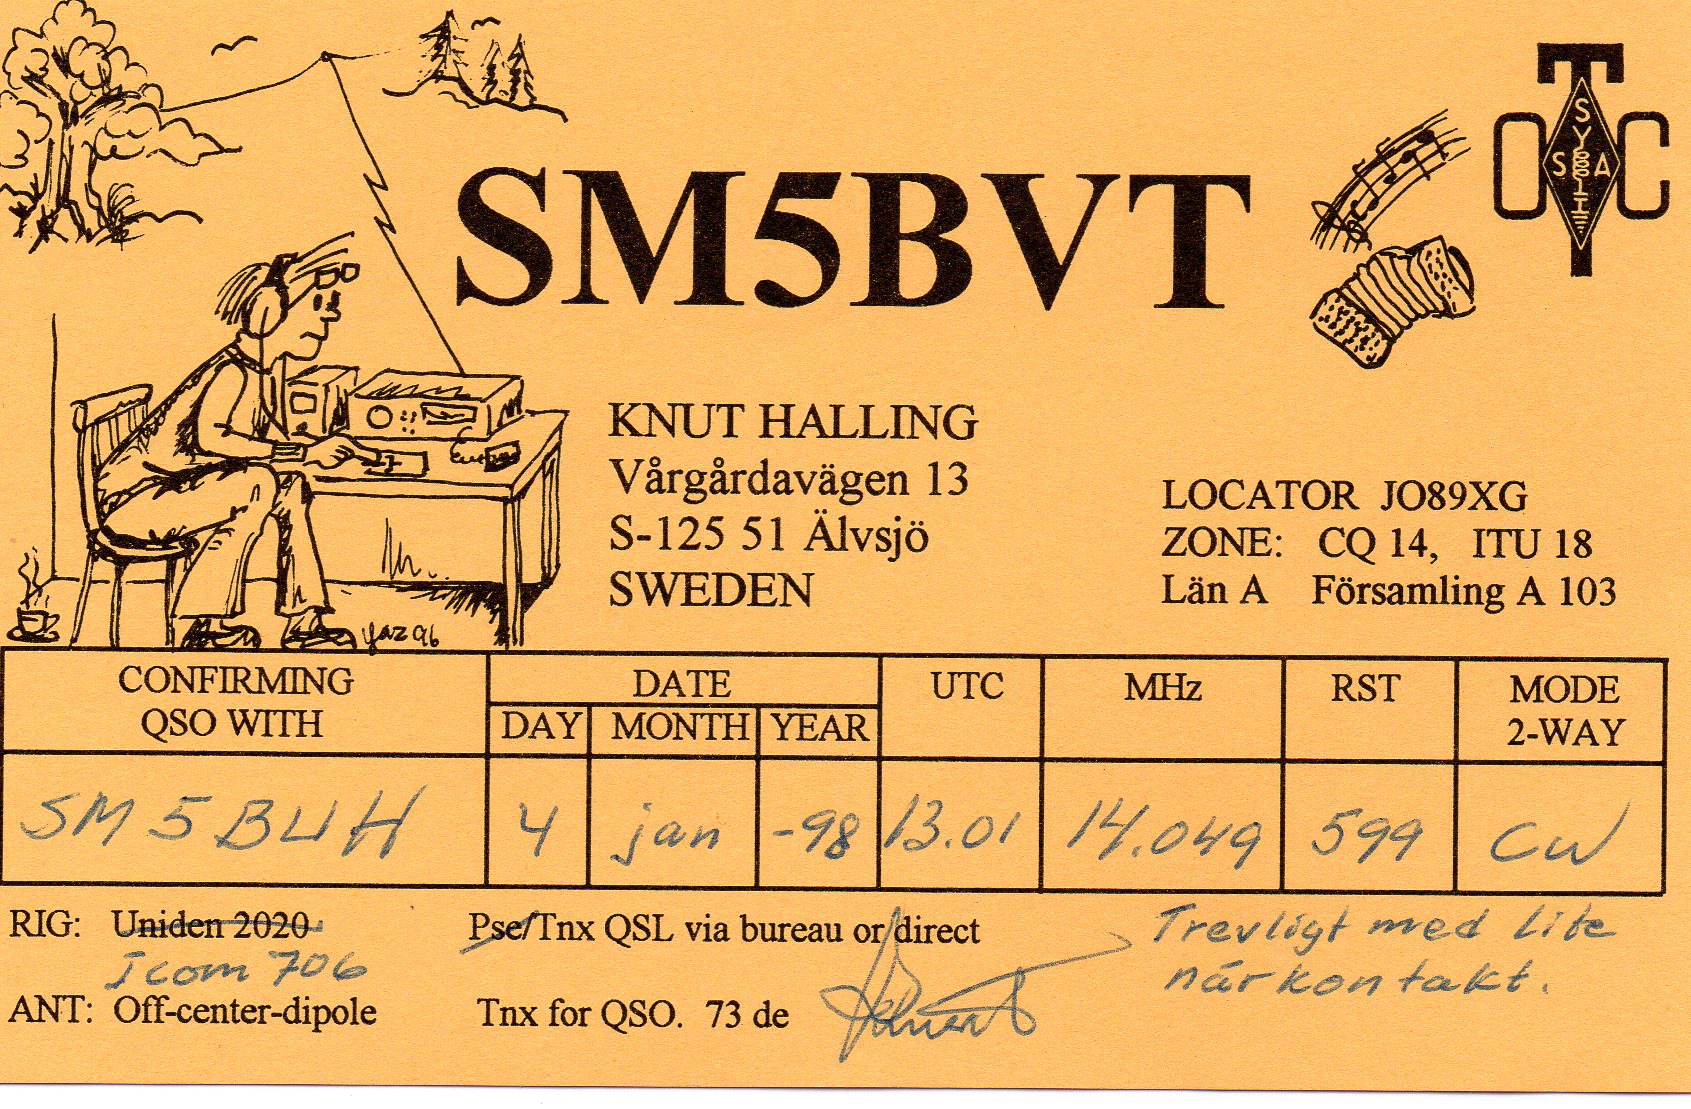 OTC
S S A
SM5BVT
KNUT HALLING
Vårgårdavägen 13
S-125 51 Älvsjö
SWEDEN
LOCATOR JO89XG
ZONE: CQ 14, ITU 18
Län A Församling A 103
CONFIRMING QSO WITH
DATE
DAY MONTH YEAR
UTC
MHz
RST
MODE 2-WAY
SM5BUH 4 jan -98 13.01 14.049 599 CW
RIG: Uniden 2020
Icom 706
ANT: Off-center-dipole
Pse/Tnx QSL via bureau or direct
Tnx for QSO. 73 de
Trevligt med lite
närkontakt.